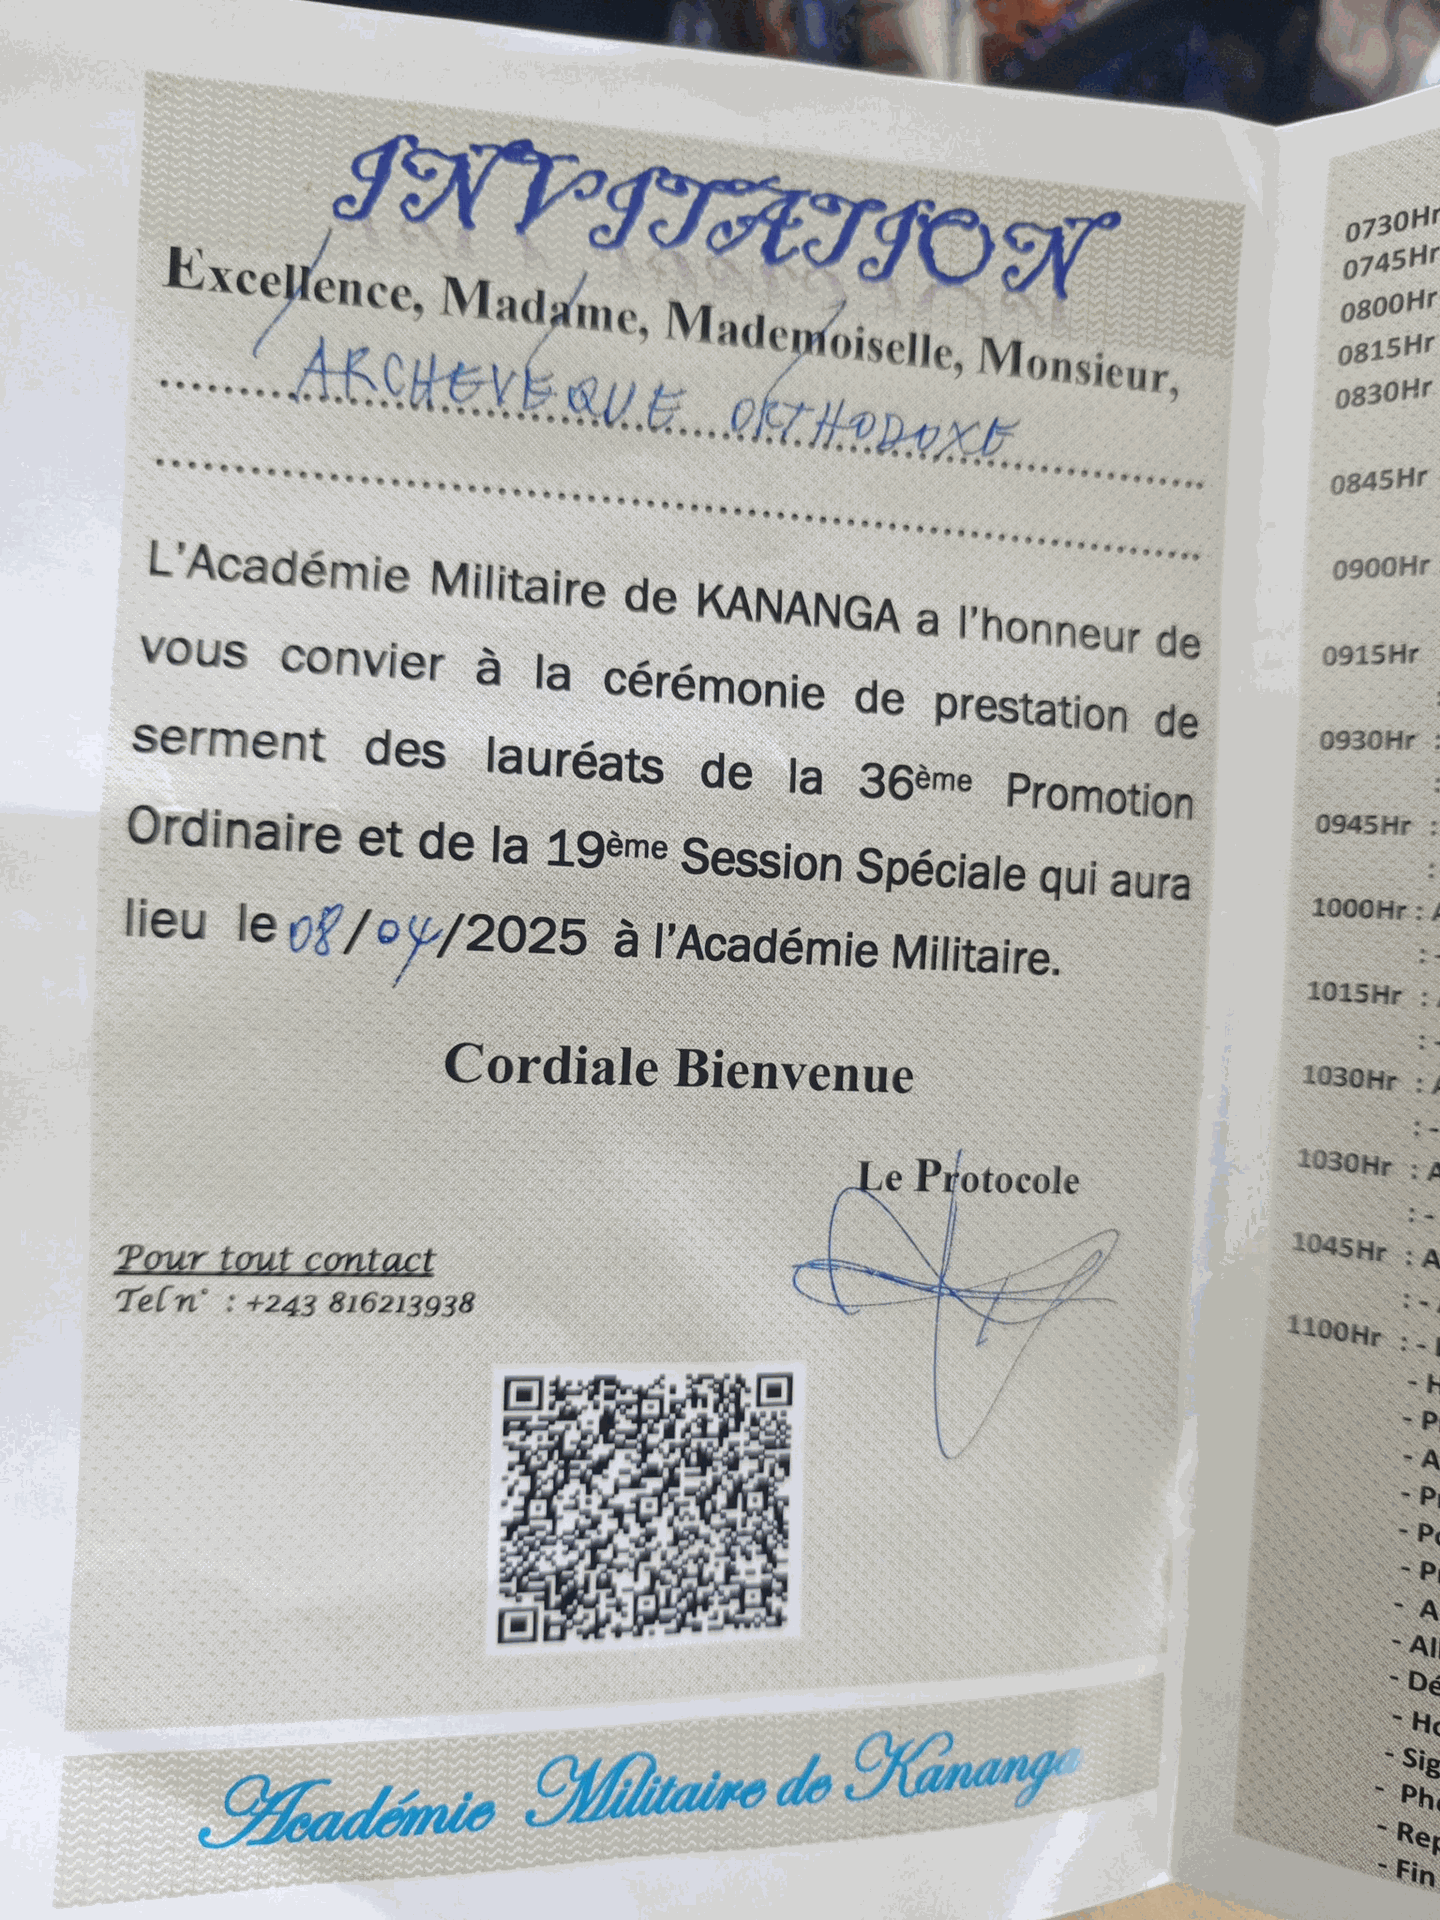 INVITATION
Excellence, Madame, Mademoiselle, Monsieur,
ARCHEVEQUE ORTHODOXE
L'Académie Militaire de KANANGA a l'honneur de
vous convier à la cérémonie de prestation de
serment des lauréats de la 36ème Promotion
Ordinaire et de la 19ème Session Spéciale qui aura
lieu le 08/04/2025 à l'Académie Militaire.
Cordiale Bienvenue
Le Protocole
Pour tout contact
Tel n° : +243 816213938
Académie Militaire de Kananga
0730Hr
0745Hr
0800Hr
0815Hr
0830Hr
0845Hr
0900Hr
0915Hr
:
0930Hr :
:
0945Hr :
:
1000Hr :
: -
1015Hr :
: -
1030Hr :
: -
1030Hr :
: -
1045Hr :
: -
1100Hr : -
-
-
-
-
-
-
-
-
-
-
-
-
-
- Fin